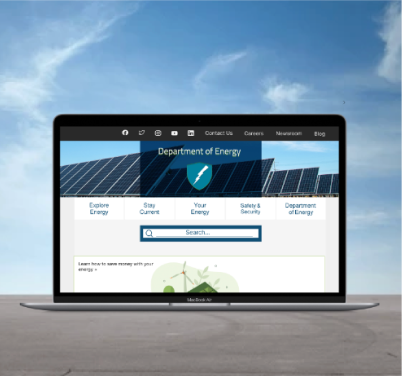 Contact Us Careers Newsroom Blog
Department of Energy
Explore Energy
Stay Current
Your Energy
Safety & Security
Department of Energy
Search...
Learn how to save money with your
energy >
MacBook Air